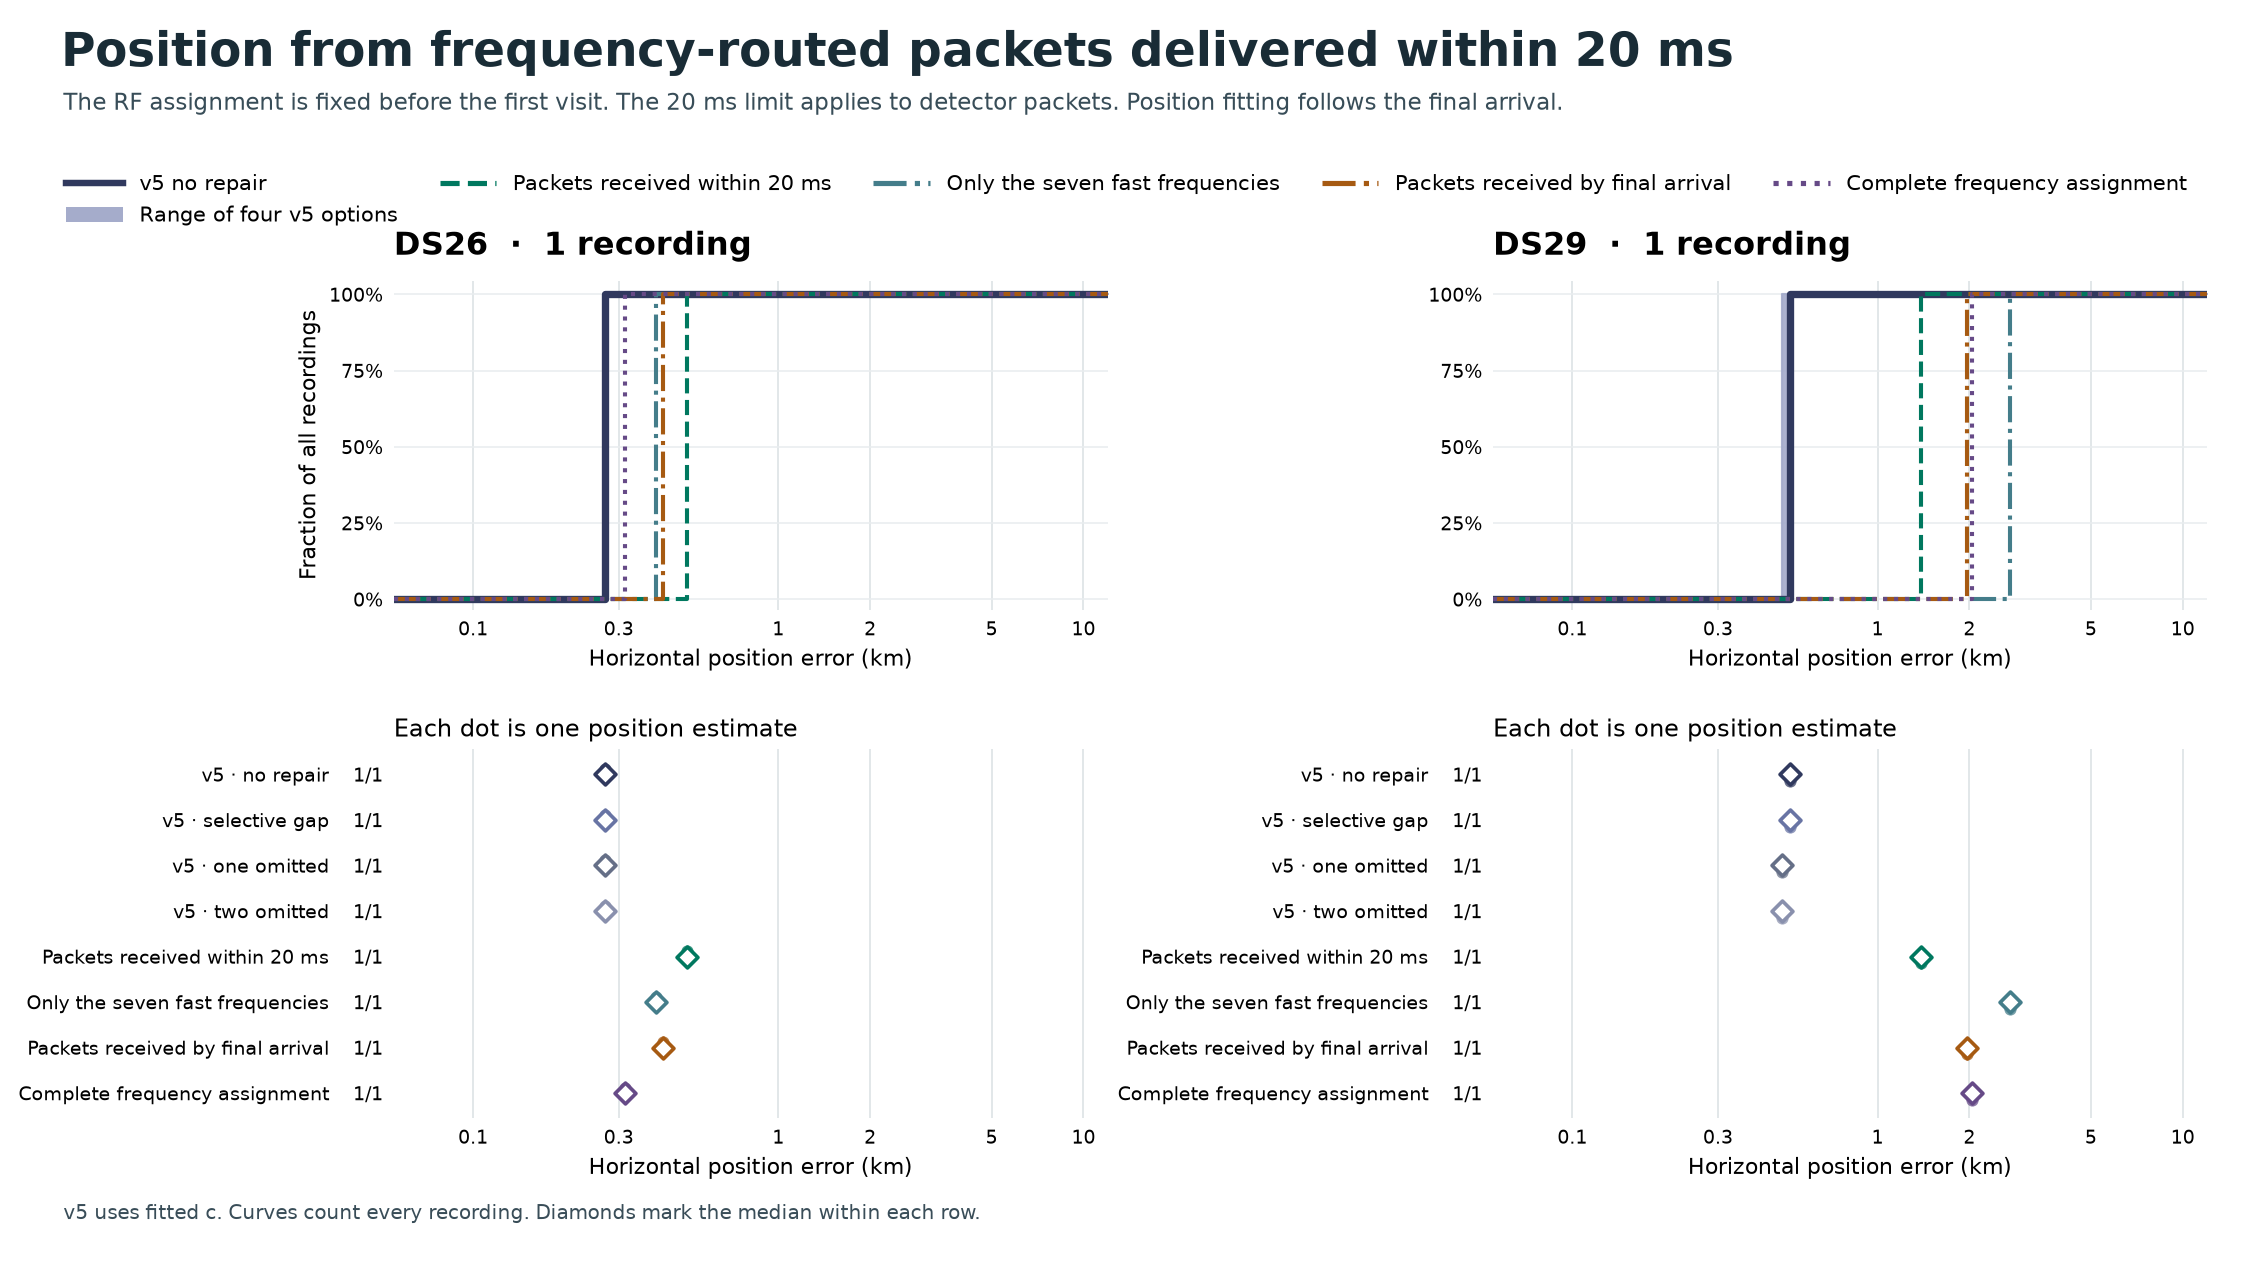 Position from frequency-routed packets delivered within 20 ms
The RF assignment is fixed before the first visit. The 20 ms limit applies to detector packets. Position fitting follows the final arrival.
v5 no repair
Packets received within 20 ms
Only the seven fast frequencies
Packets received by final arrival
Complete frequency assignment
Range of four v5 options
DS26 · 1 recording
Fraction of all recordings
100%
75%
50%
25%
0%
0.1 0.3 1 2 5 10
Horizontal position error (km)
DS29 · 1 recording
100%
75%
50%
25%
0%
0.1 0.3 1 2 5 10
Horizontal position error (km)
Each dot is one position estimate
v5 · no repair 1/1
v5 · selective gap 1/1
v5 · one omitted 1/1
v5 · two omitted 1/1
Packets received within 20 ms 1/1
Only the seven fast frequencies 1/1
Packets received by final arrival 1/1
Complete frequency assignment 1/1
0.1 0.3 1 2 5 10
Horizontal position error (km)
Each dot is one position estimate
v5 · no repair 1/1
v5 · selective gap 1/1
v5 · one omitted 1/1
v5 · two omitted 1/1
Packets received within 20 ms 1/1
Only the seven fast frequencies 1/1
Packets received by final arrival 1/1
Complete frequency assignment 1/1
0.1 0.3 1 2 5 10
Horizontal position error (km)
v5 uses fitted c. Curves count every recording. Diamonds mark the median within each row.